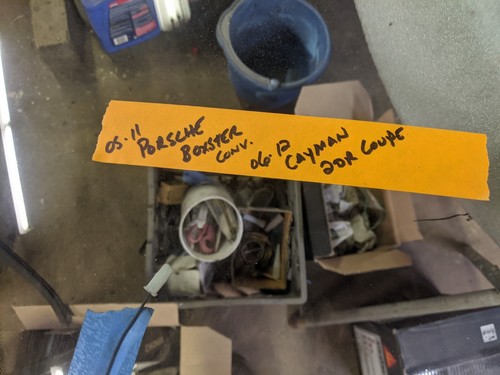 05-11 PORSCHE
BOXSTER
CONV.
06-12 CAYMAN
2DR COUPE